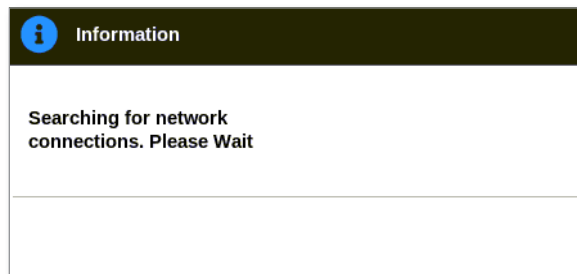 Information
Searching for network
connections. Please Wait